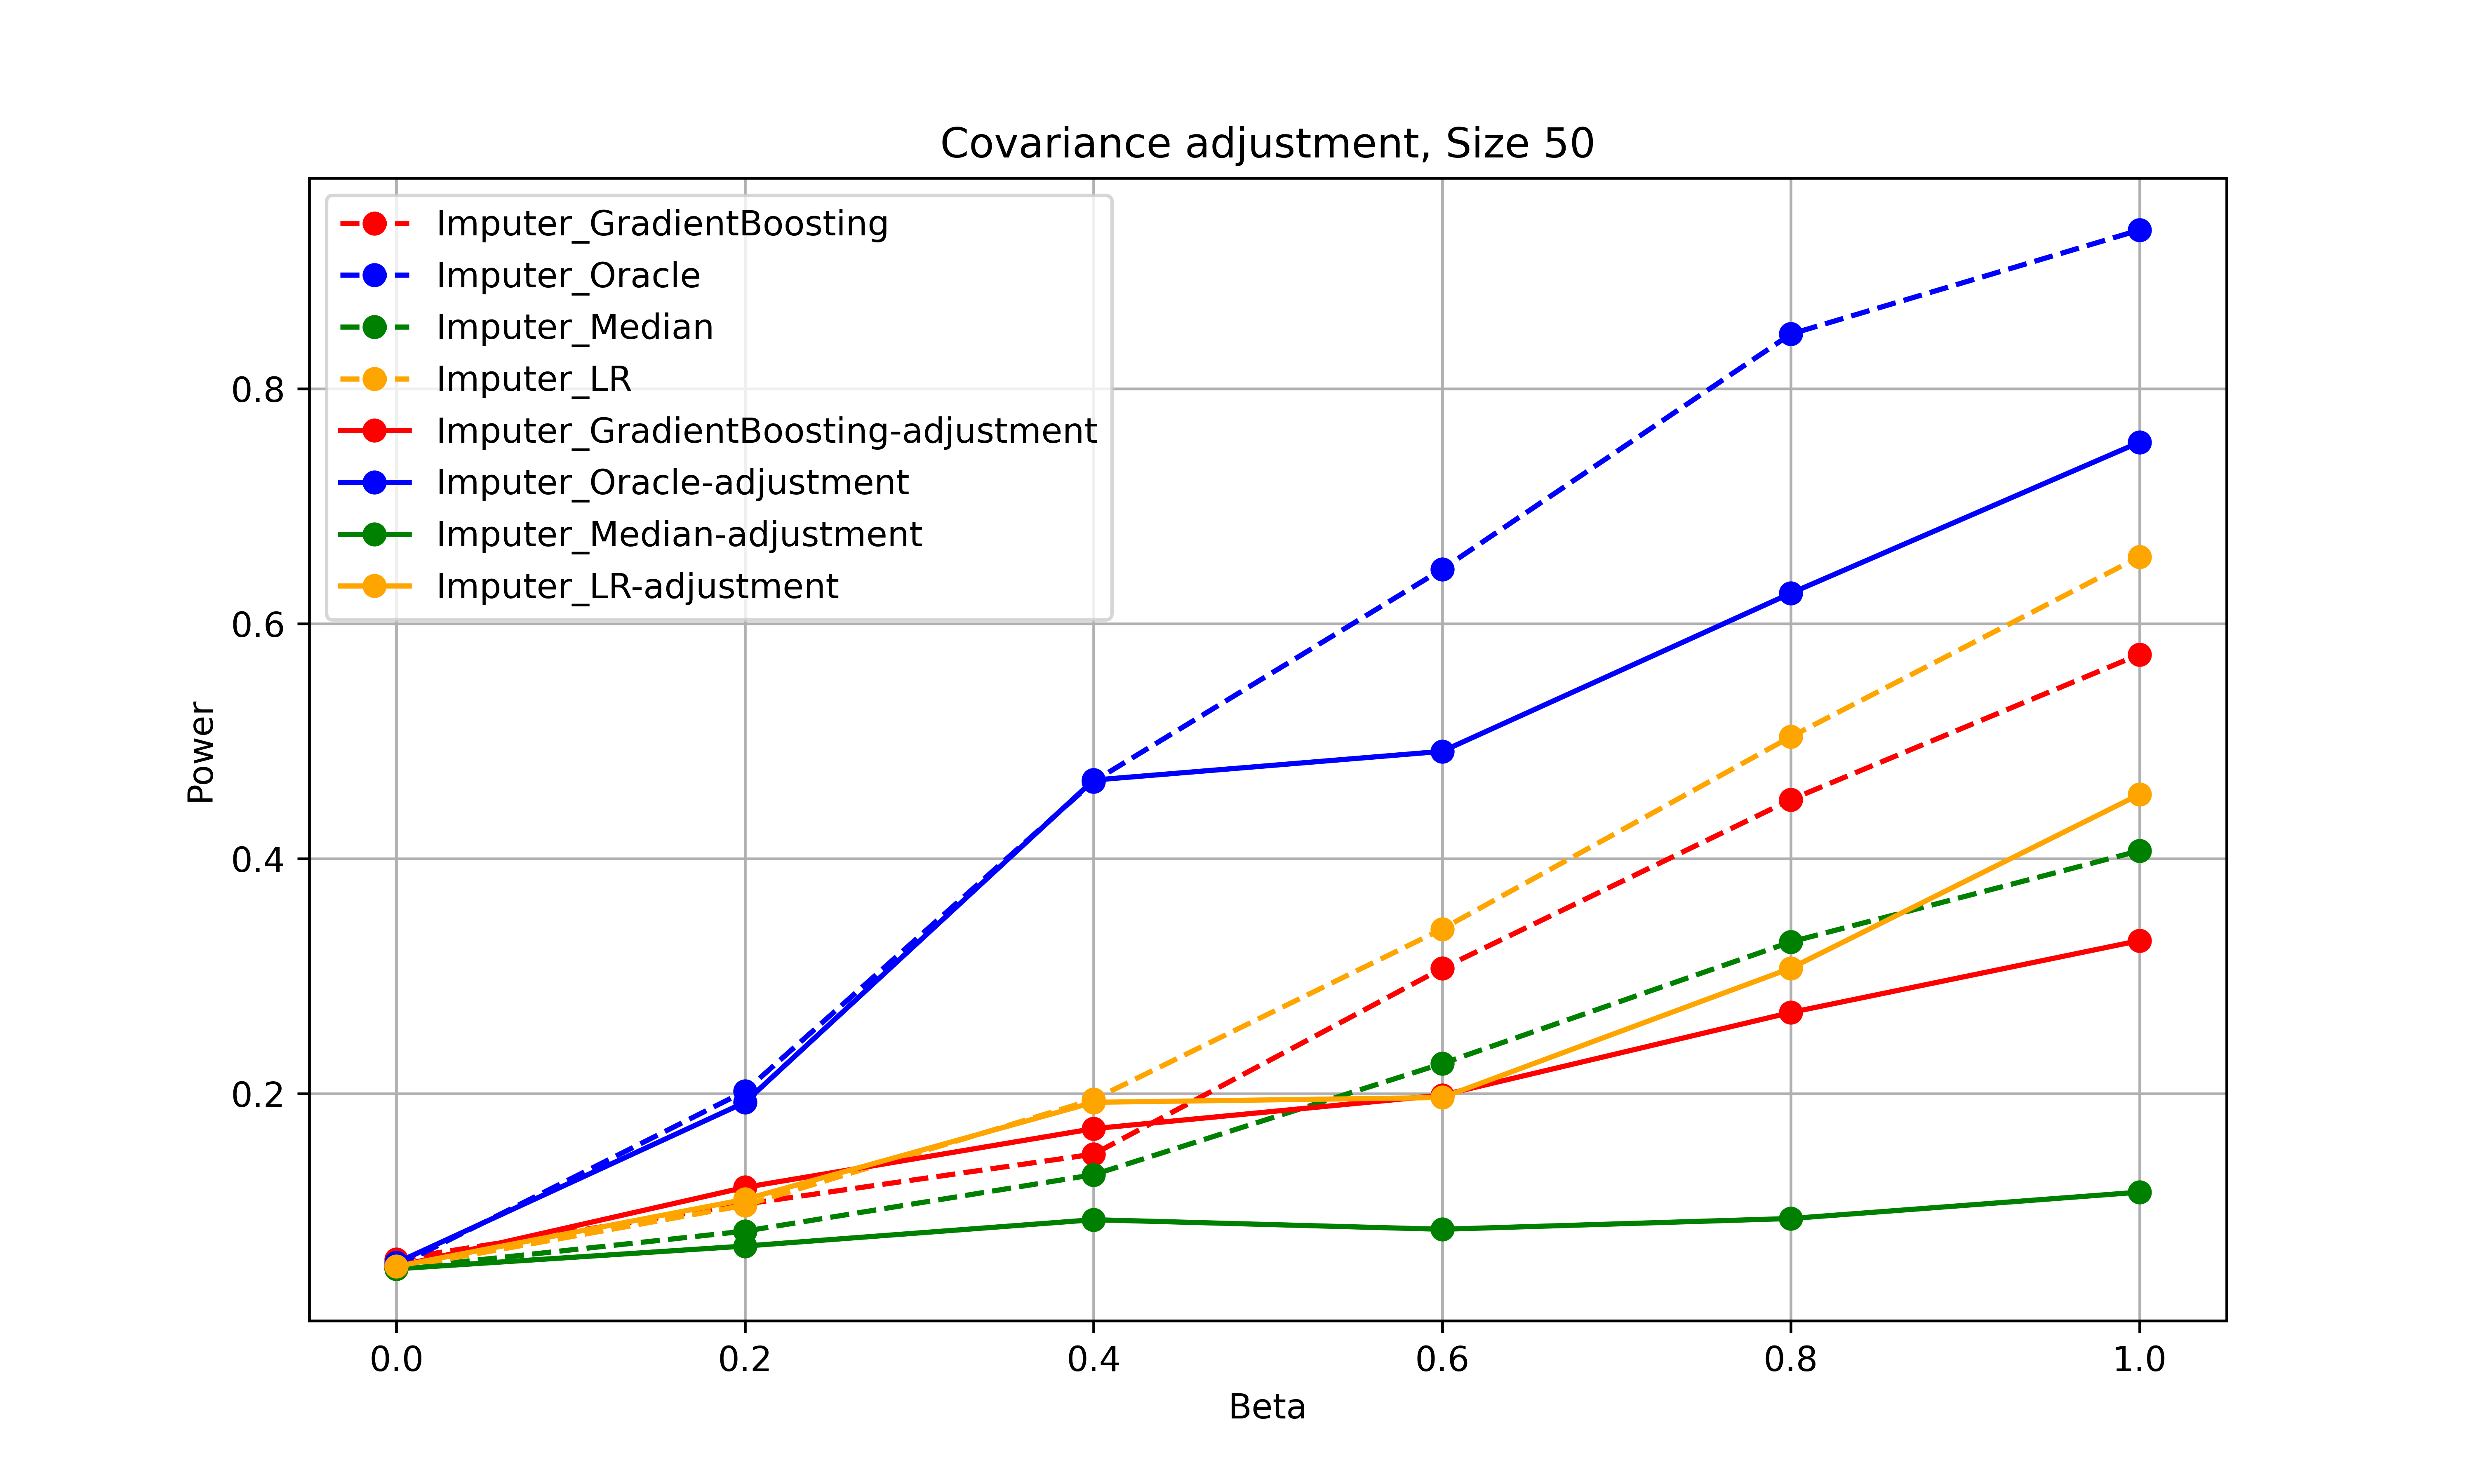 Covariance adjustment, Size 50
Imputer_GradientBoosting
Imputer_Oracle
Imputer_Median
Imputer_LR
Imputer_GradientBoosting-adjustment
Imputer_Oracle-adjustment
Imputer_Median-adjustment
Imputer_LR-adjustment
0.8
0.6
0.4
0.2
Power
0.0 0.2 0.4 0.6 0.8 1.0
Beta